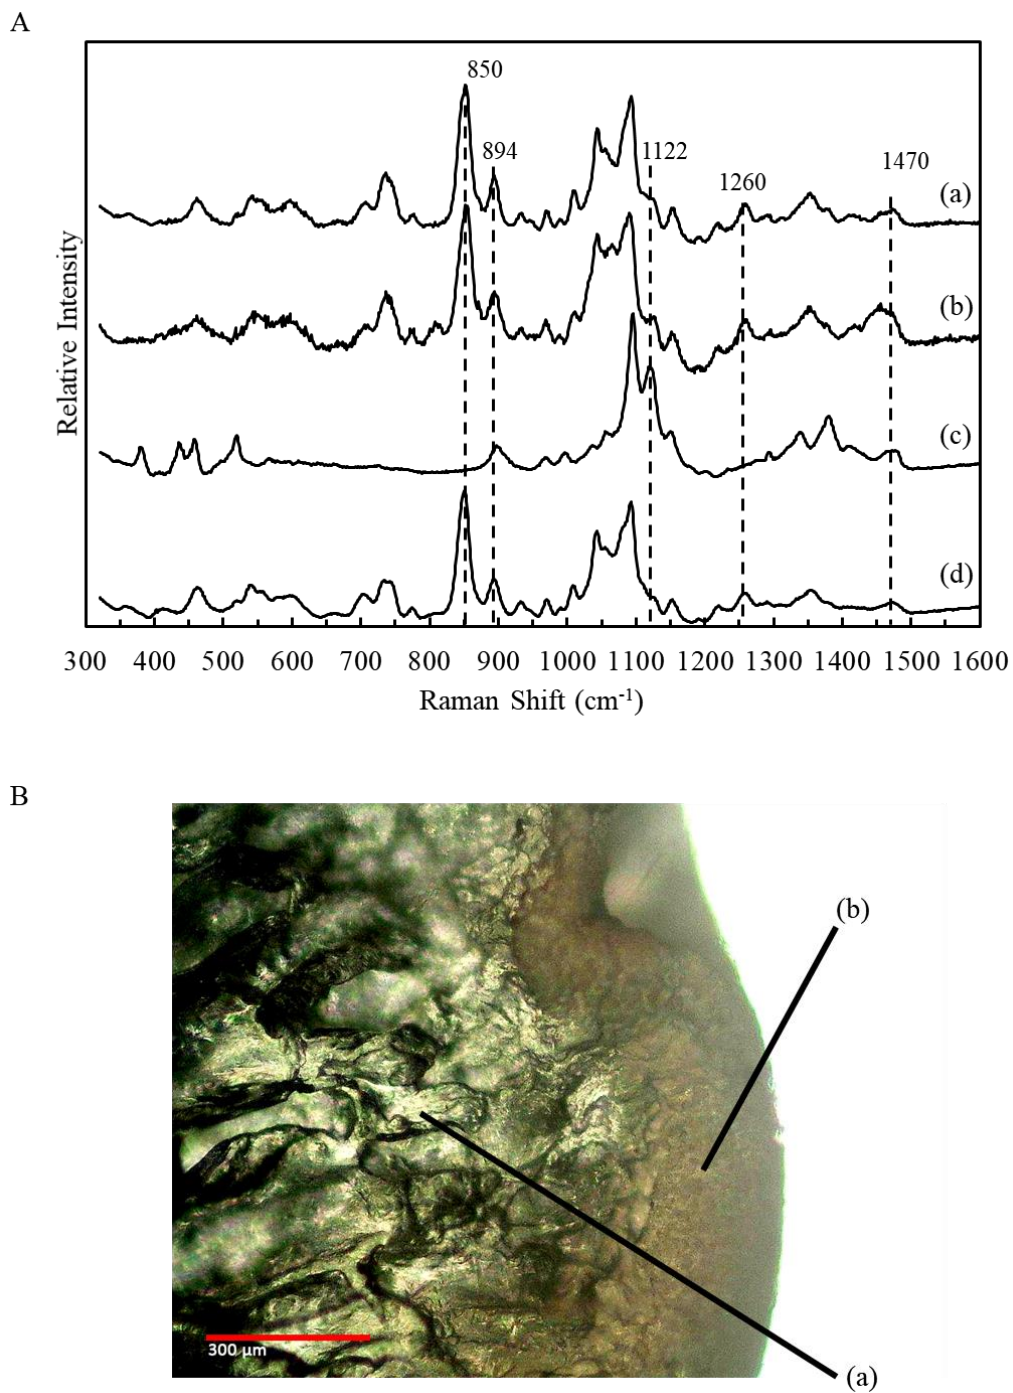 A
850
894
1122
1260
1470
(a)
(b)
(c)
(d)
Relative Intensity
300 400 500 600 700 800 900 1000 1100 1200 1300 1400 1500 1600
Raman Shift (cm-1)
B
(b)
300 µm
(a)